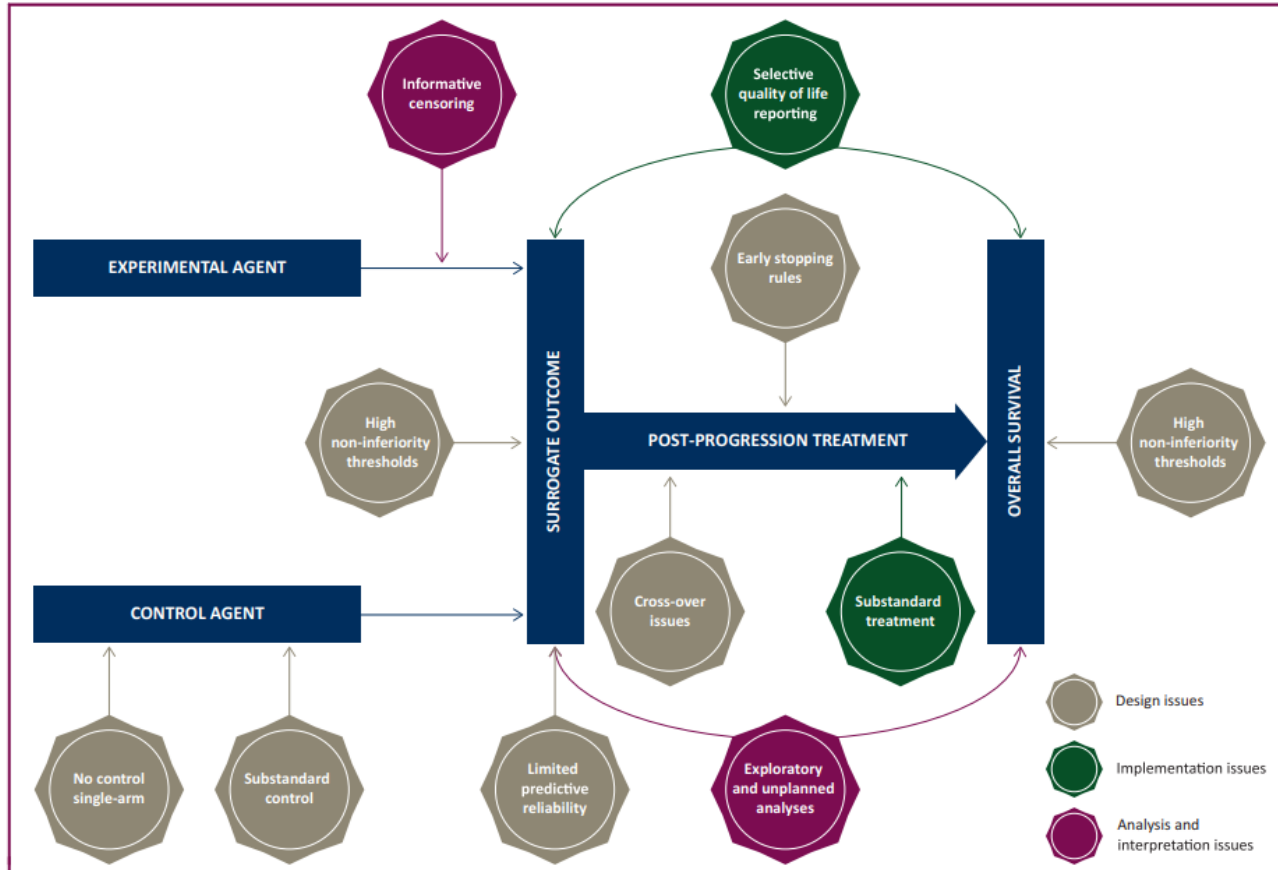 Informative
censoring
Selective
quality of life
reporting
EXPERIMENTAL AGENT
Early stopping
rules
SURROGATE OUTCOME
OVERALL SURVIVAL
High
non-inferiority
thresholds
POST-PROGRESSION TREATMENT
High
non-inferiority
thresholds
CONTROL AGENT
Cross-over
issues
Substandard
treatment
No control
single-arm
Substandard
control
Limited
predictive
reliability
Exploratory
and unplanned
analyses
Design issues
Implementation issues
Analysis and
interpretation issues